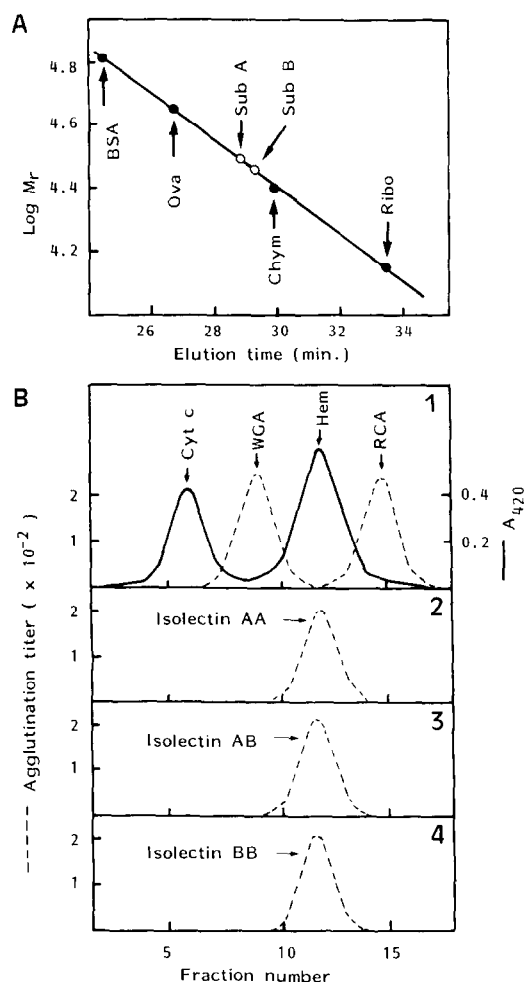 A
Log Mr
4.8
4.6
4.4
4.2
BSA
Ova
Sub A
Sub B
Chym
Ribo
26
28
30
32
34
Elution time (min.)
B
1
Cyt c
WGA
Hem
RCA
2
1
0.4
0.2
A420
Agglutination titer ( x 10-2)
2
Isolectin AA
2
1
3
Isolectin AB
2
1
4
Isolectin BB
2
1
5
10
15
Fraction number